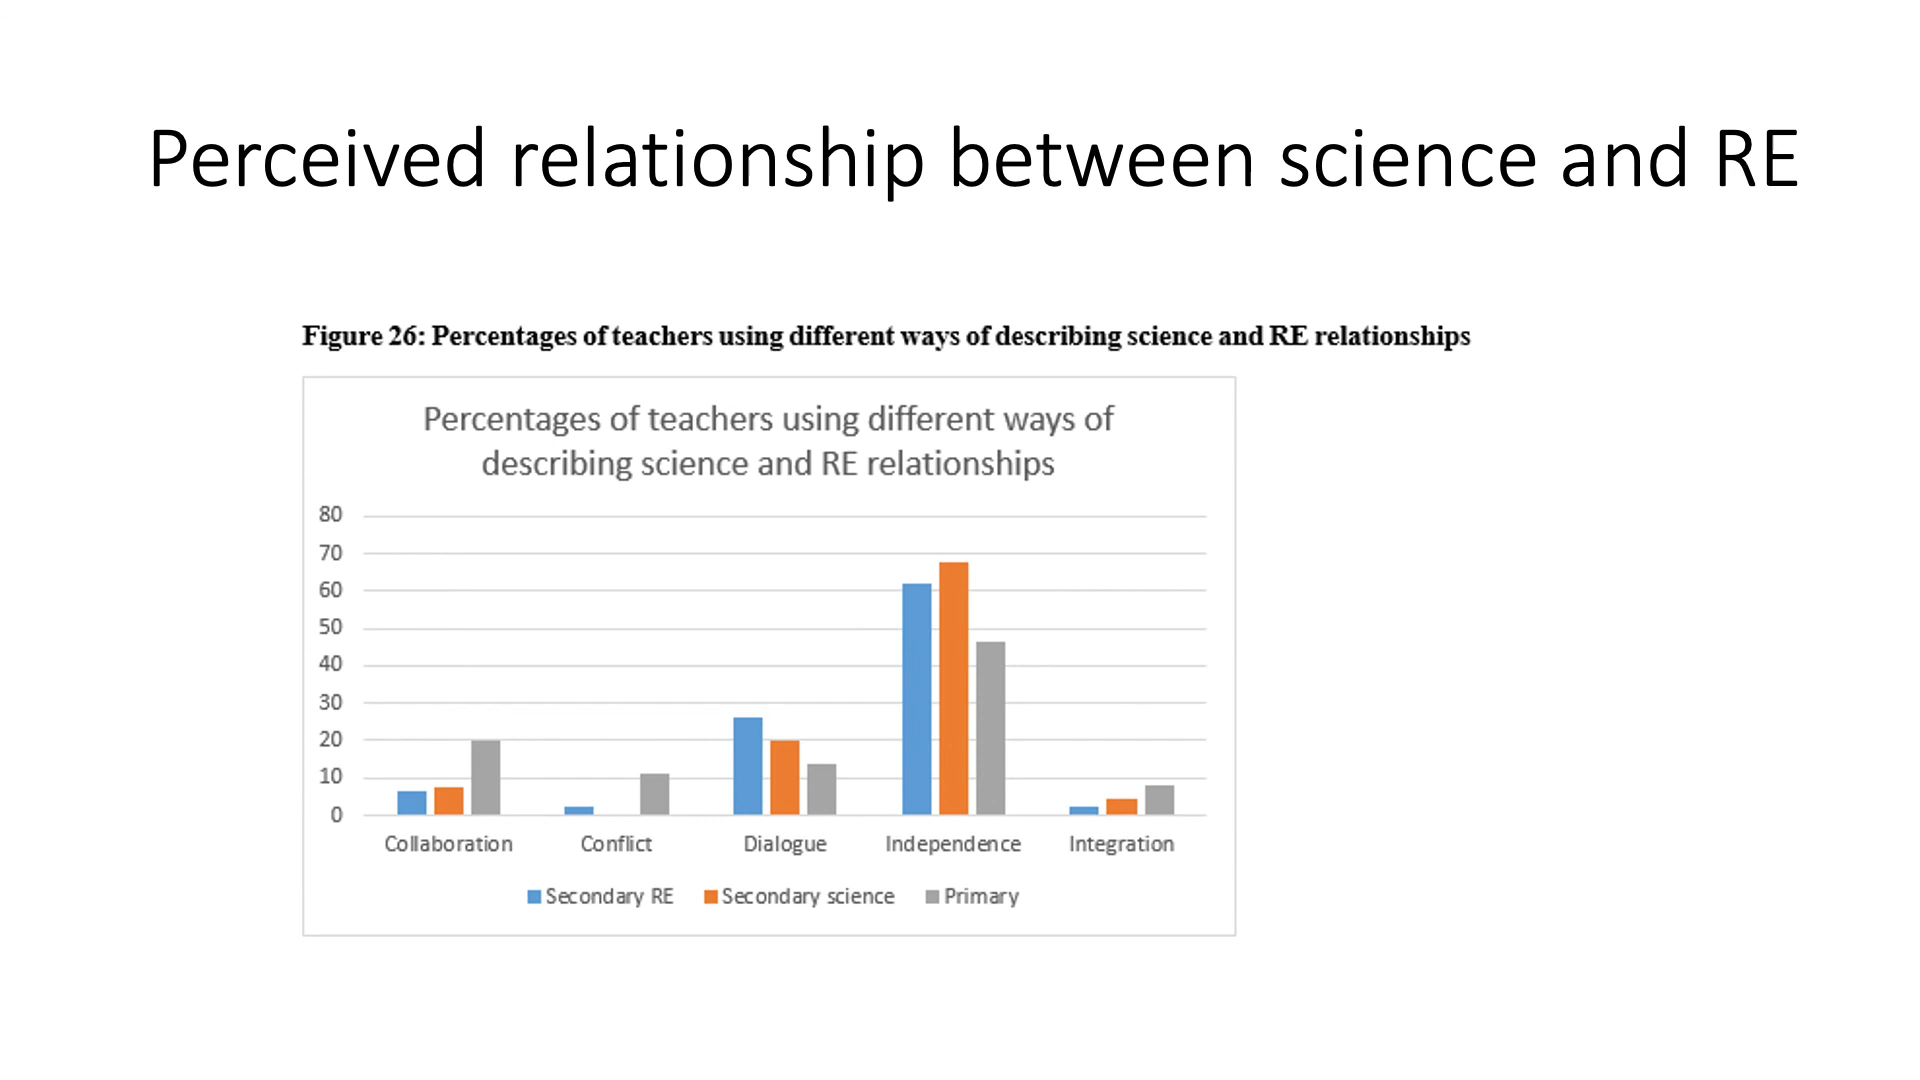 Perceived relationship between science and RE
Figure 26: Percentages of teachers using different ways of describing science and RE relationships
Percentages of teachers using different ways of
describing science and RE relationships
80
70
60
50
40
30
20
10
0
Collaboration Conflict Dialogue Independence Integration
Secondary RE Secondary science Primary